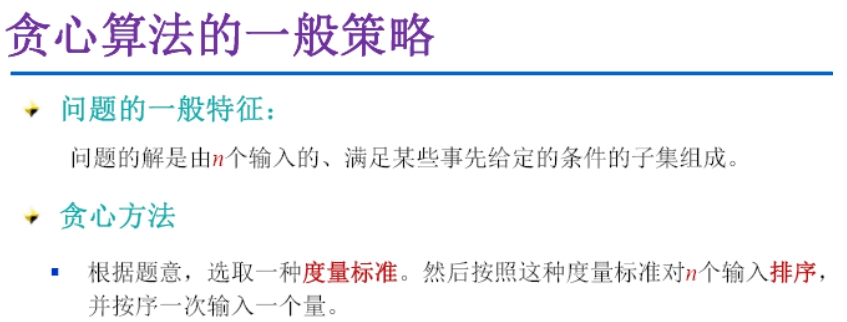 贪心算法的一般策略
问题的一般特征：
问题的解是由n个输入的、满足某些事先给定的条件的子集组成。
贪心方法
根据题意，选取一种度量标准。然后按照这种度量标准对n个输入排序，
并按序一次输入一个量。